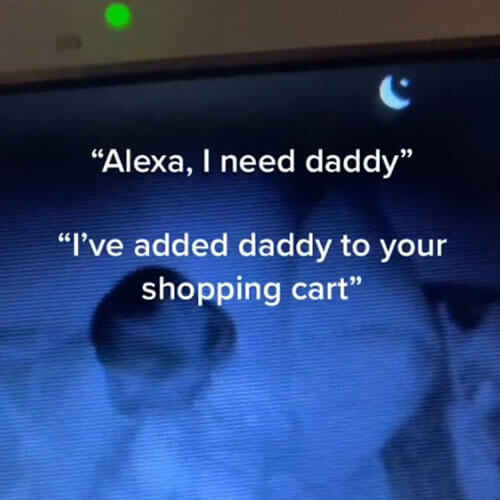 “Alexa, I need daddy”
“I’ve added daddy to your
shopping cart”